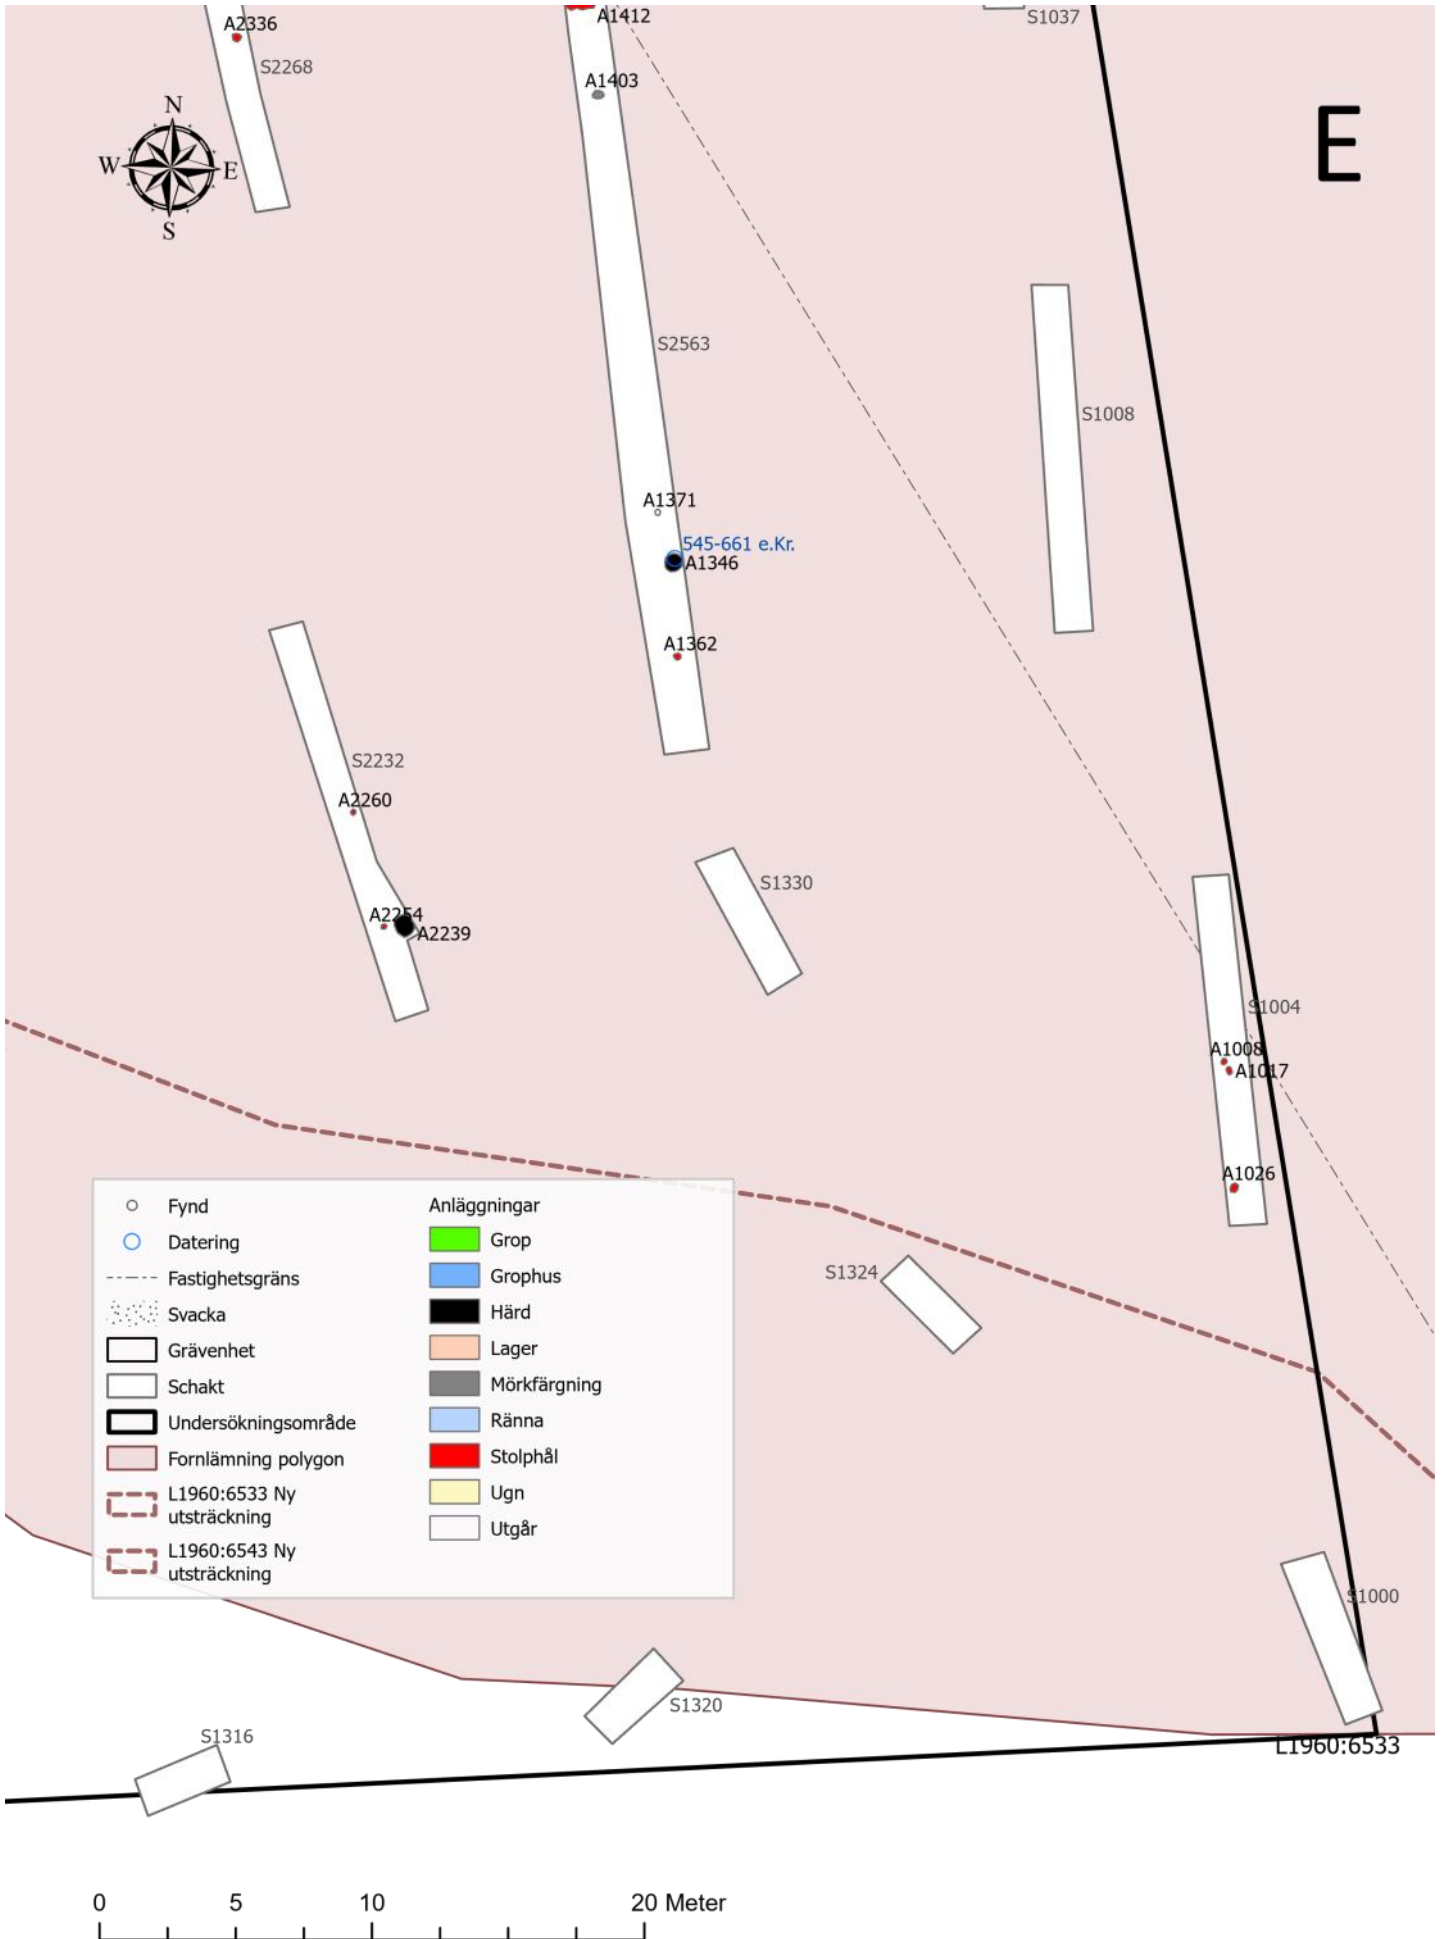 A2336
A1412
S1037
S2268
A1403
N
W
E
S
E
S2563
S1008
A1371
545-661 e.Kr.
A1346
A1362
S2232
A2260
S1330
A2254
A2239
S1004
A1008
A1017
A1026
S1324
Fynd
Datering
Fastighetsgräns
Svacka
Grävenhet
Schakt
Undersökningsområde
Fornlämning polygon
L1960:6533 Ny
utsträckning
L1960:6543 Ny
utsträckning
Anläggningar
Grop
Grophus
Härd
Lager
Mörkfärgning
Ränna
Stolphål
Ugn
Utgår
S1000
S1320
S1316
L1960:6533
0 5 10 20 Meter